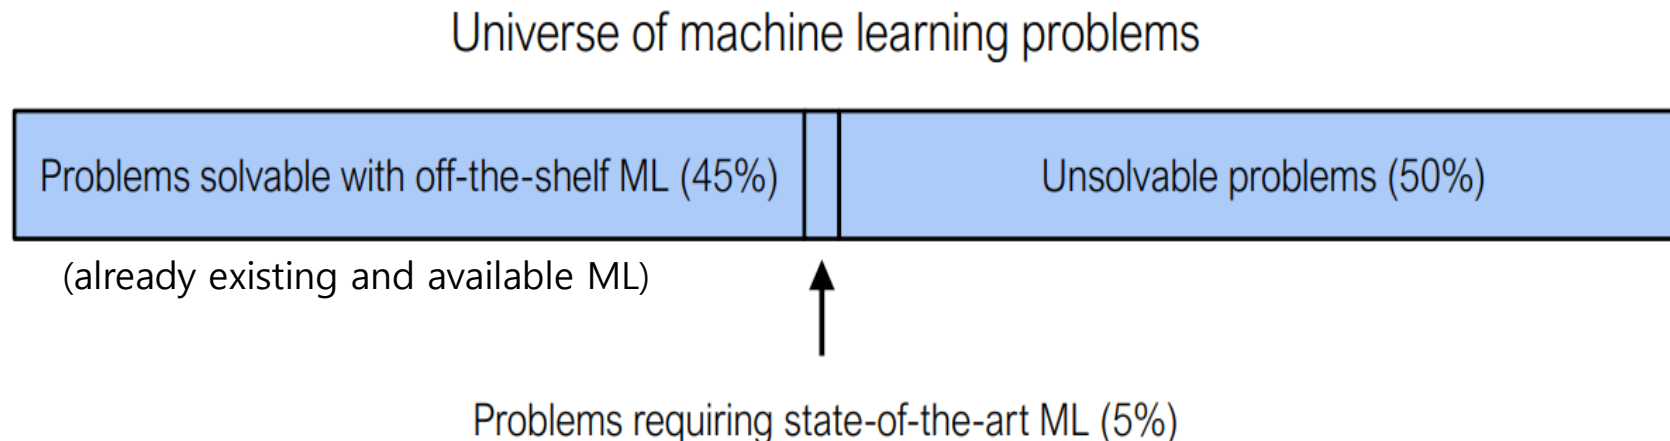 Universe of machine learning problems
Problems solvable with off-the-shelf ML (45%)
Unsolvable problems (50%)
(already existing and available ML)
Problems requiring state-of-the-art ML (5%)